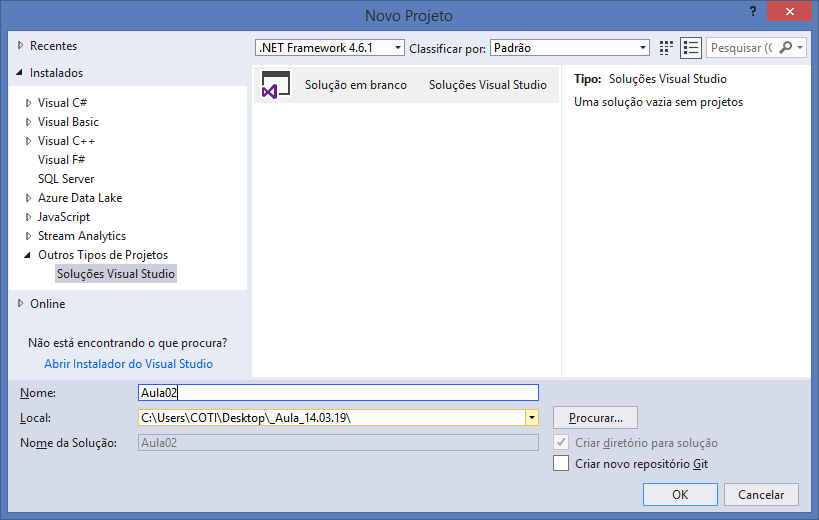 Novo Projeto
?
Recentes
.NET Framework 4.6.1
Classificar por:
Padrão
Pesquisar (C
Instalados
Visual C#
Visual Basic
Visual C++
Visual F#
SQL Server
Azure Data Lake
JavaScript
Stream Analytics
Outros Tipos de Projetos
Soluções Visual Studio
Online
Não está encontrando o que procura?
Abrir Instalador do Visual Studio
Solução em branco Soluções Visual Studio
Tipo: Soluções Visual Studio
Uma solução vazia sem projetos
Nome: Aula02
Local: C:\Users\COTI\Desktop\_Aula_14.03.19\ Procurar...
Nome da Solução: Aula02
Criar diretório para solução
Criar novo repositório Git
OK Cancelar